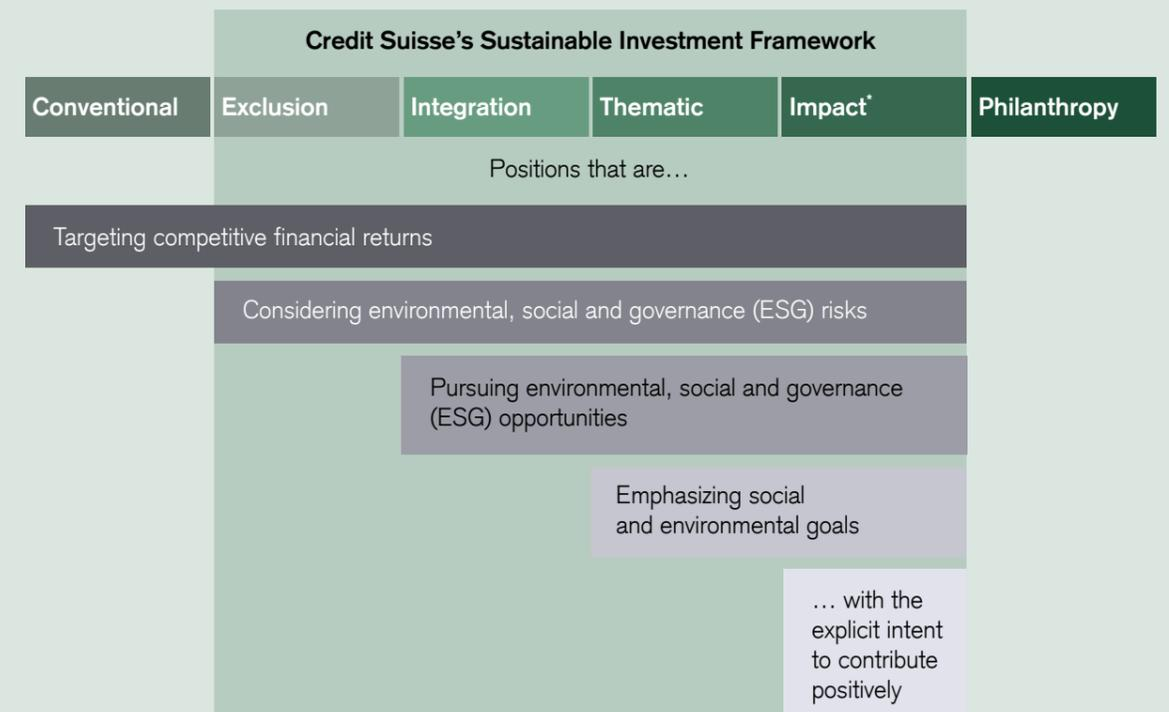 Credit Suisse’s Sustainable Investment Framework
Conventional
Exclusion
Integration
Thematic
Impact*
Philanthropy
Positions that are…
Targeting competitive financial returns
Considering environmental, social and governance (ESG) risks
Pursuing environmental, social and governance
(ESG) opportunities
Emphasizing social
and environmental goals
… with the
explicit intent
to contribute
positively